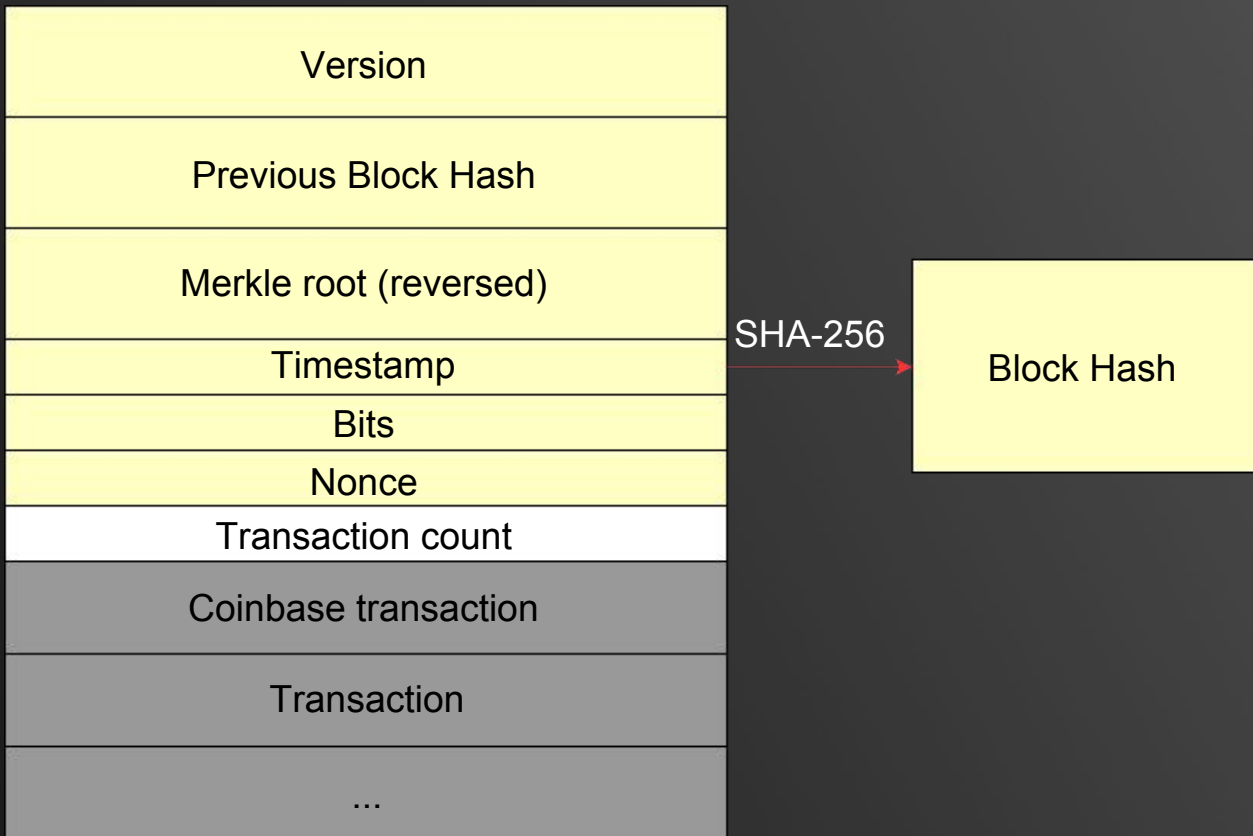 Version
Previous Block Hash
Merkle root (reversed)
Timestamp
Bits
Nonce
Transaction count
Coinbase transaction
Transaction
...
SHA-256
Block Hash